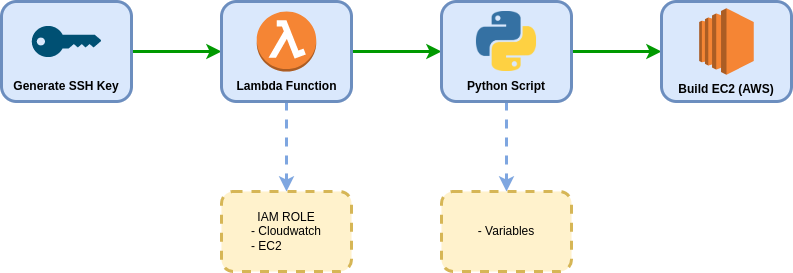 Generate SSH Key
Lambda Function
Python Script
Build EC2 (AWS)
IAM ROLE
- Cloudwatch
- EC2
- Variables